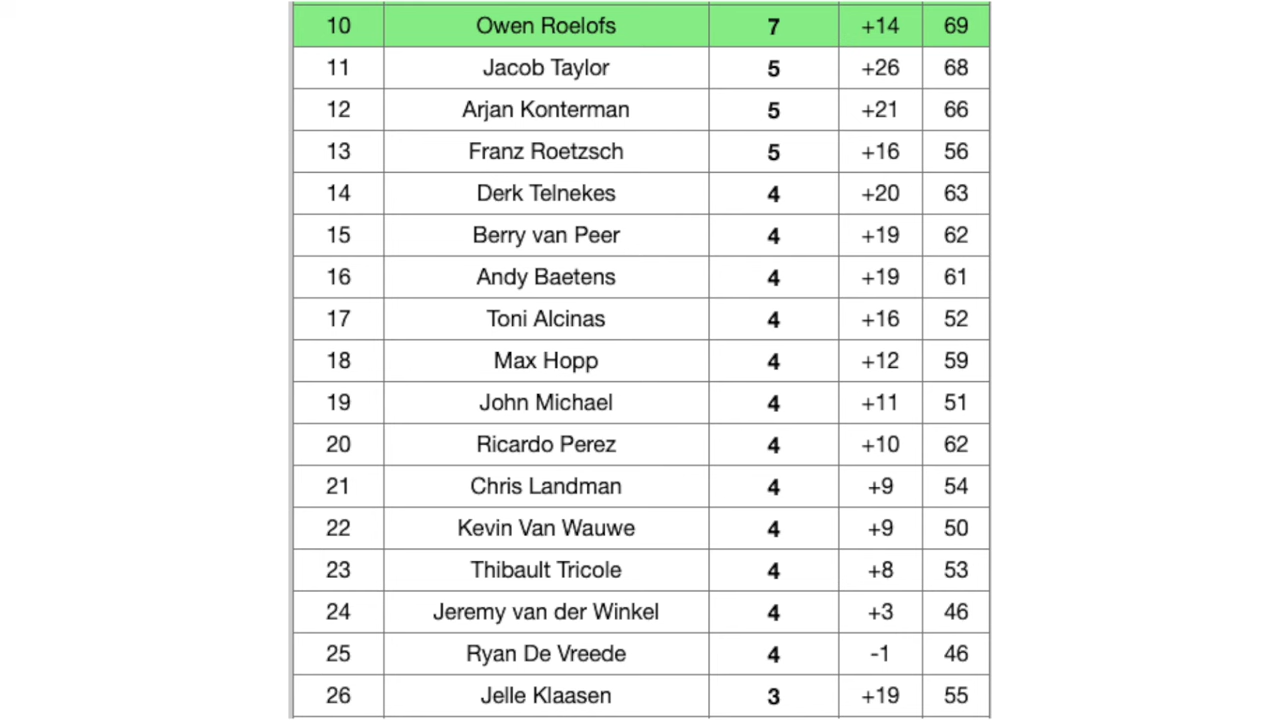 10 Owen Roelofs 7 +14 69
11 Jacob Taylor 5 +26 68
12 Arjan Konterman 5 +21 66
13 Franz Roetzsch 5 +16 56
14 Derk Telnekes 4 +20 63
15 Berry van Peer 4 +19 62
16 Andy Baetens 4 +19 61
17 Toni Alcinas 4 +16 52
18 Max Hopp 4 +12 59
19 John Michael 4 +11 51
20 Ricardo Perez 4 +10 62
21 Chris Landman 4 +9 54
22 Kevin Van Wauwe 4 +9 50
23 Thibault Tricole 4 +8 53
24 Jeremy van der Winkel 4 +3 46
25 Ryan De Vreede 4 -1 46
26 Jelle Klaasen 3 +19 55